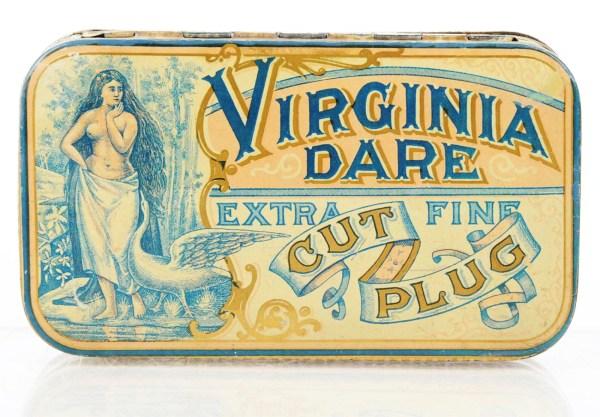 VIRGINIA
DARE
EXTRA FINE
CUT
PLUG